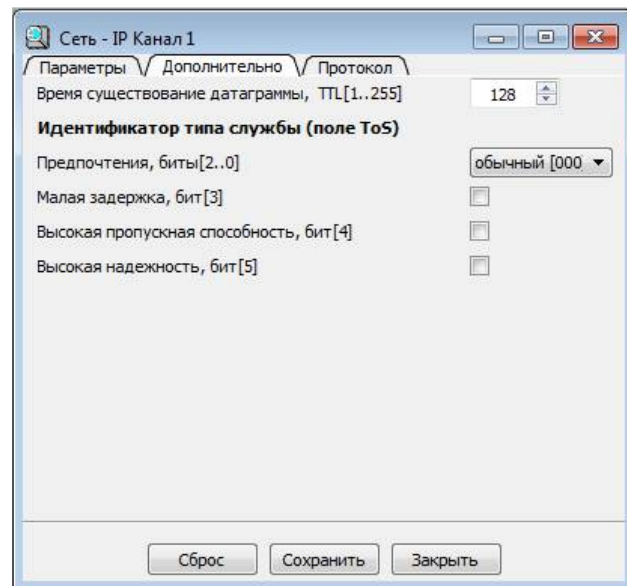 Сеть - IP Канал 1
Параметры Дополнительно Протокол
Время существование датаграммы, TTL[1..255] 128
Идентификатор типа службы (поле ToS)
Предпочтения, биты[2..0] обычный [000
Малая задержка, бит[3]
Высокая пропускная способность, бит[4]
Высокая надежность, бит[5]
Сброс Сохранить Закрыть